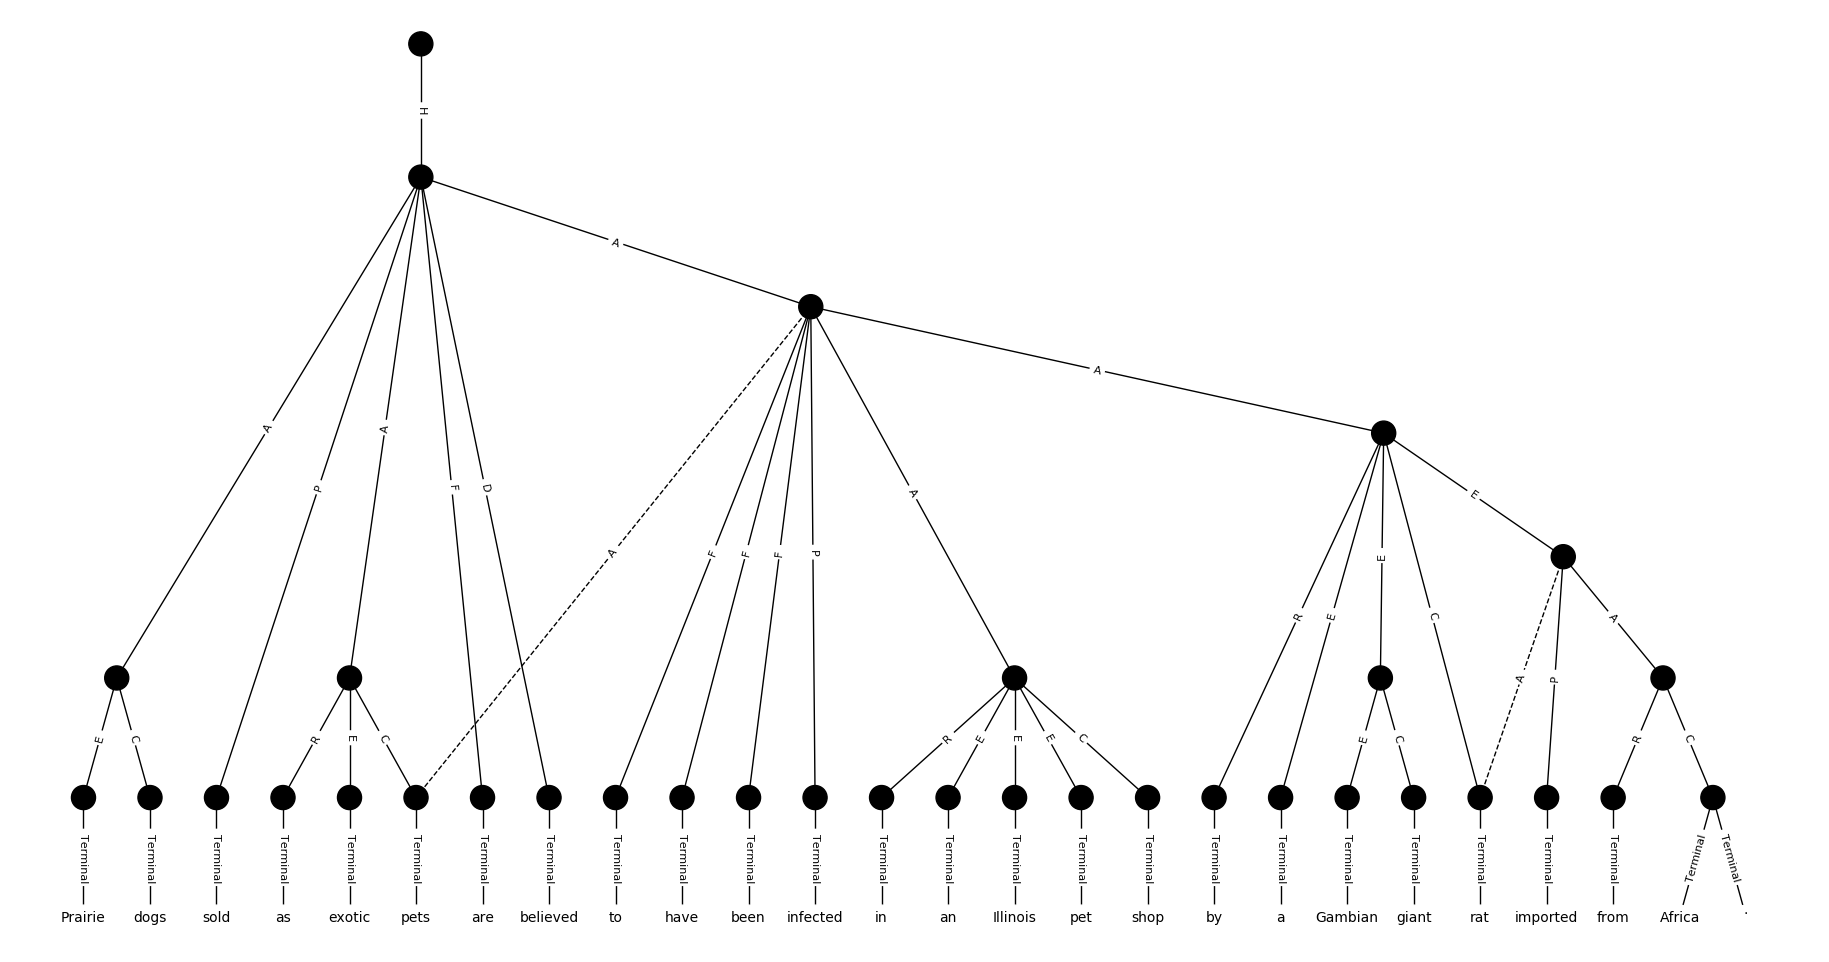 H
A
A
A
P
A
F
D
A
F
F
F
P
A
E
R
E
E
C
E
A
P
A
E
C
R
E
C
R
E
E
E
C
E
C
R
C
Terminal Terminal Terminal Terminal Terminal Terminal Terminal Terminal Terminal Terminal Terminal Terminal Terminal Terminal Terminal Terminal Terminal Terminal Terminal Terminal Terminal Terminal Terminal Terminal Terminal Terminal
Prairie dogs sold as exotic pets are believed to have been infected in an Illinois pet shop by a Gambian giant rat imported from Africa .